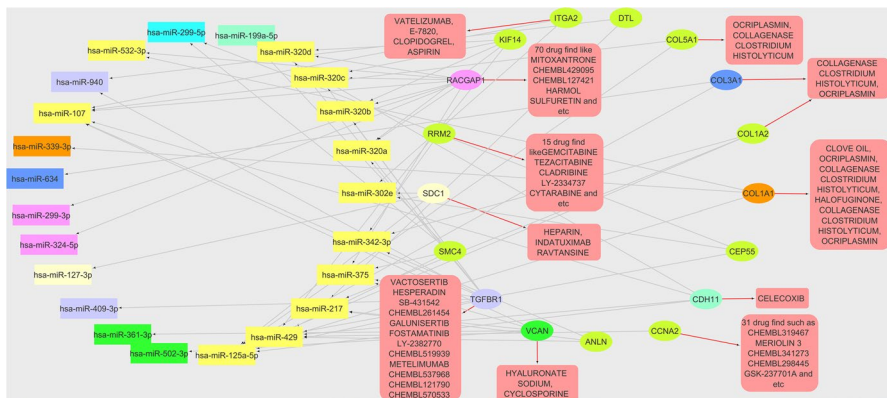 hsa-miR-299-5p
hsa-miR-199a-5p
hsa-miR-532-3p
hsa-miR-320d
hsa-miR-940
hsa-miR-320c
hsa-miR-107
hsa-miR-320b
hsa-miR-339-3p
hsa-miR-320a
hsa-miR-634
hsa-miR-302e
hsa-miR-299-3p
hsa-miR-324-5p
hsa-miR-342-3p
hsa-miR-127-3p
hsa-miR-375
hsa-miR-409-3p
hsa-miR-217
hsa-miR-361-3p
hsa-miR-429
hsa-miR-502-3p
hsa-miR-125a-5p
VATELIZUMAB,
E-7820,
CLOPIDOGREL,
ASPIRIN
ITGA2
DTL
KIF14
RACGAP1
70 drug find like
MITOXANTRONE
CHEMBL429095
CHEMBL127421
HARMOL
SULFURETIN and
etc
COL5A1
OCRIPLASMIN,
COLLAGENASE
CLOSTRIDIUM
HISTOLYTICUM
COL3A1
COLLAGENASE
CLOSTRIDIUM
HISTOLYTICUM,
OCRIPLASMIN
RRM2
COL1A2
15 drug find
likeGEMCITABINE
TEZACITABINE
CLADRIBINE
LY-2334737
CYTARABINE and
etc
SDC1
COL1A1
CLOVE OIL,
OCRIPLASMIN,
COLLAGENASE
CLOSTRIDIUM
HISTOLYTICUM,
HALOFUGINONE,
COLLAGENASE
CLOSTRIDIUM
HISTOLYTICUM,
OCRIPLASMIN
HEPARIN,
INDATUXIMAB
RAVTANSINE
SMC4
CEP55
VACTOSERTIB
HESPERADIN
SB-431542
CHEMBL261454
GALUNISERTIB
FOSTAMATINIB
LY-2382770
CHEMBL519939
METELIMUMAB
CHEMBL537968
CHEMBL121790
CHEMBL570533
TGFBR1
CDH11
CELECOXIB
VCAN
ANLN
CCNA2
31 drug find such as
CHEMBL319467
MERIOLIN 3
CHEMBL341273
CHEMBL298445
GSK-237701A and
etc
HYALURONATE
SODIUM,
CYCLOSPORINE